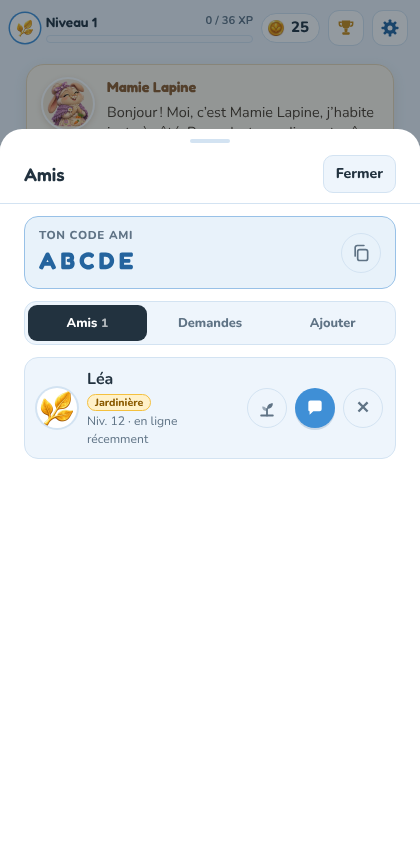 Niveau 1
0 / 36 XP
25
Mamie Lapine
Bonjour ! Moi, c’est Mamie Lapine, j’habite
Amis
Fermer
TON CODE AMI
ABCDE
Amis 1
Demandes
Ajouter
Léa
Jardinière
Niv. 12 · en ligne
récemment